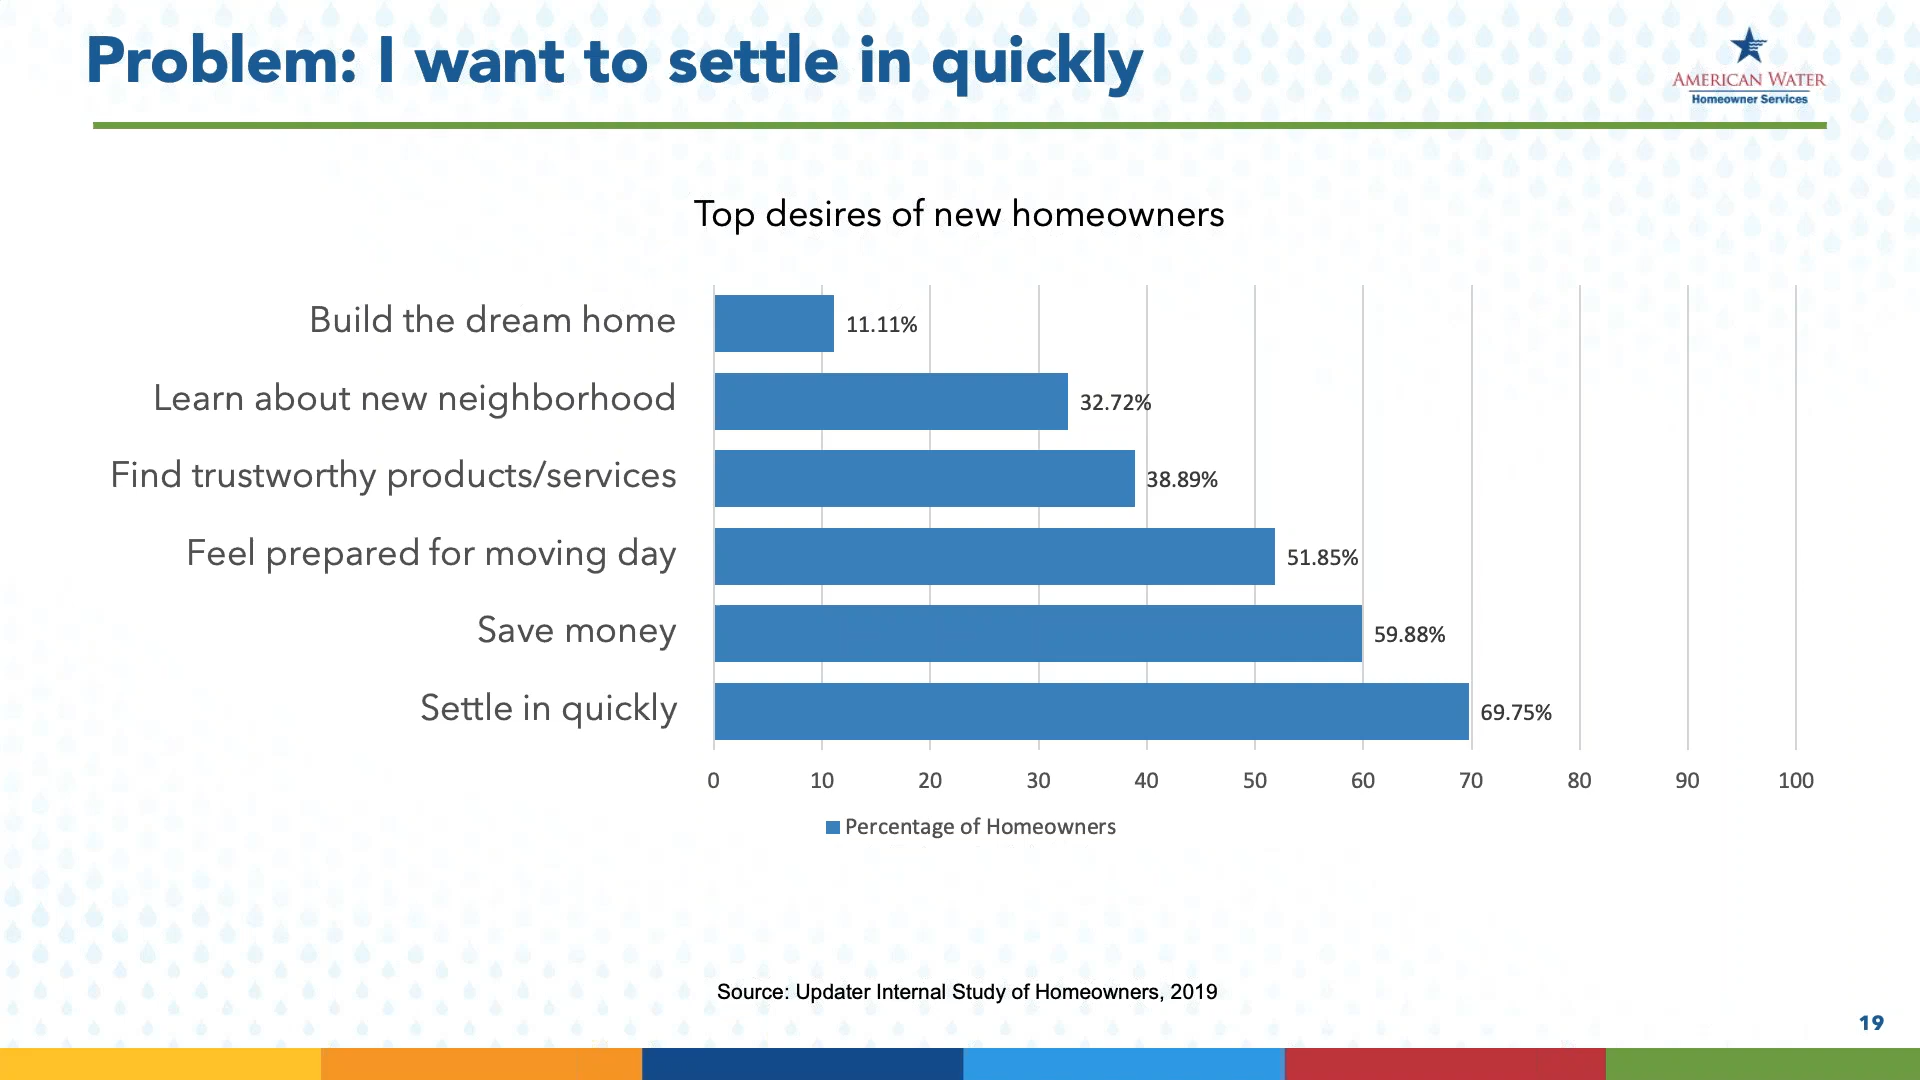 Problem: I want to settle in quickly
AMERICAN WATER
Homeowner Services
Top desires of new homeowners
Build the dream home
11.11%
Learn about new neighborhood
32.72%
Find trustworthy products/services
38.89%
Feel prepared for moving day
51.85%
Save money
59.88%
Settle in quickly
69.75%
0 10 20 30 40 50 60 70 80 90 100
Percentage of Homeowners
Source: Updater Internal Study of Homeowners, 2019
19